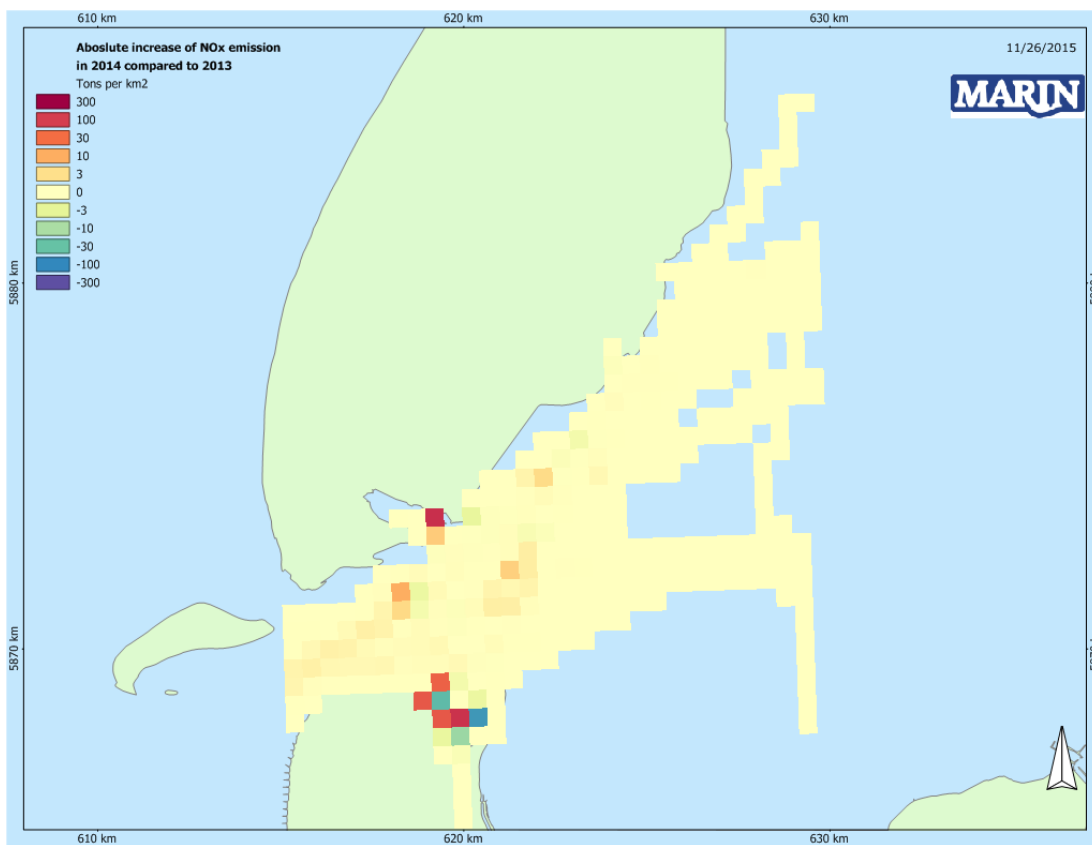 610 km
620 km
630 km
Aboslute increase of NOx emission
in 2014 compared to 2013
Tons per km2
300
100
30
10
3
0
-3
-10
-30
-100
-300
11/26/2015
MARIN
5880 km
5870 km
610 km
620 km
630 km